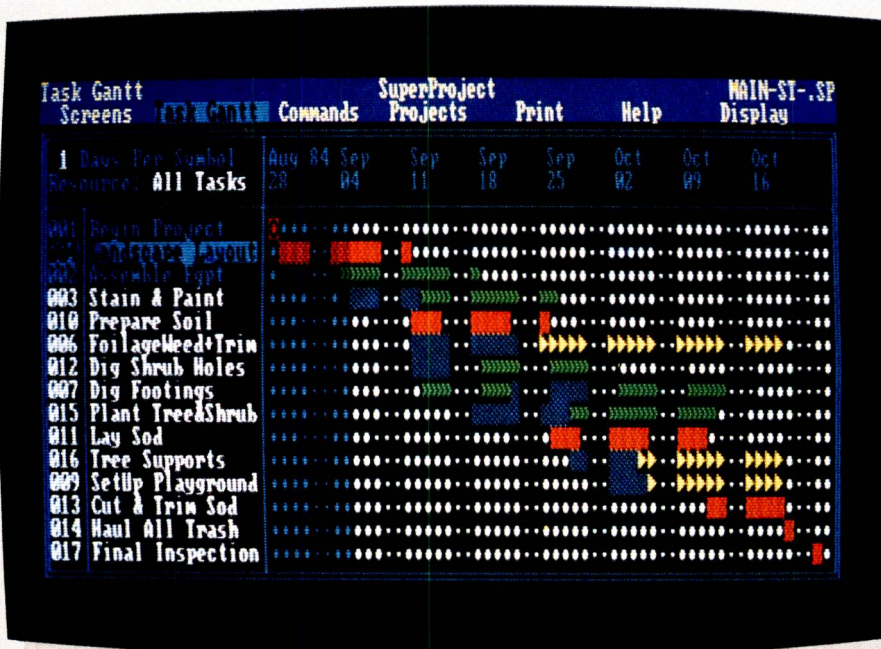 Task Gantt SuperProject MAIN-ST-.SP
Screens Task Gantt Commands Projects Print Help Display
1 Days Per Symbol Aug 84 Sep Sep Sep Sep Oct Oct Oct
Resource: All Tasks 28 04 11 18 25 02 09 16
001 Begin Project
Landscape Layout
002 Assemble Eqpt
003 Stain & Paint
010 Prepare Soil
006 FoilageWeed+Trim
012 Dig Shrub Holes
007 Dig Footings
015 Plant Tree&Shrub
011 Lay Sod
016 Tree Supports
009 SetUp Playground
013 Cut & Trim Sod
014 Haul All Trash
017 Final Inspection